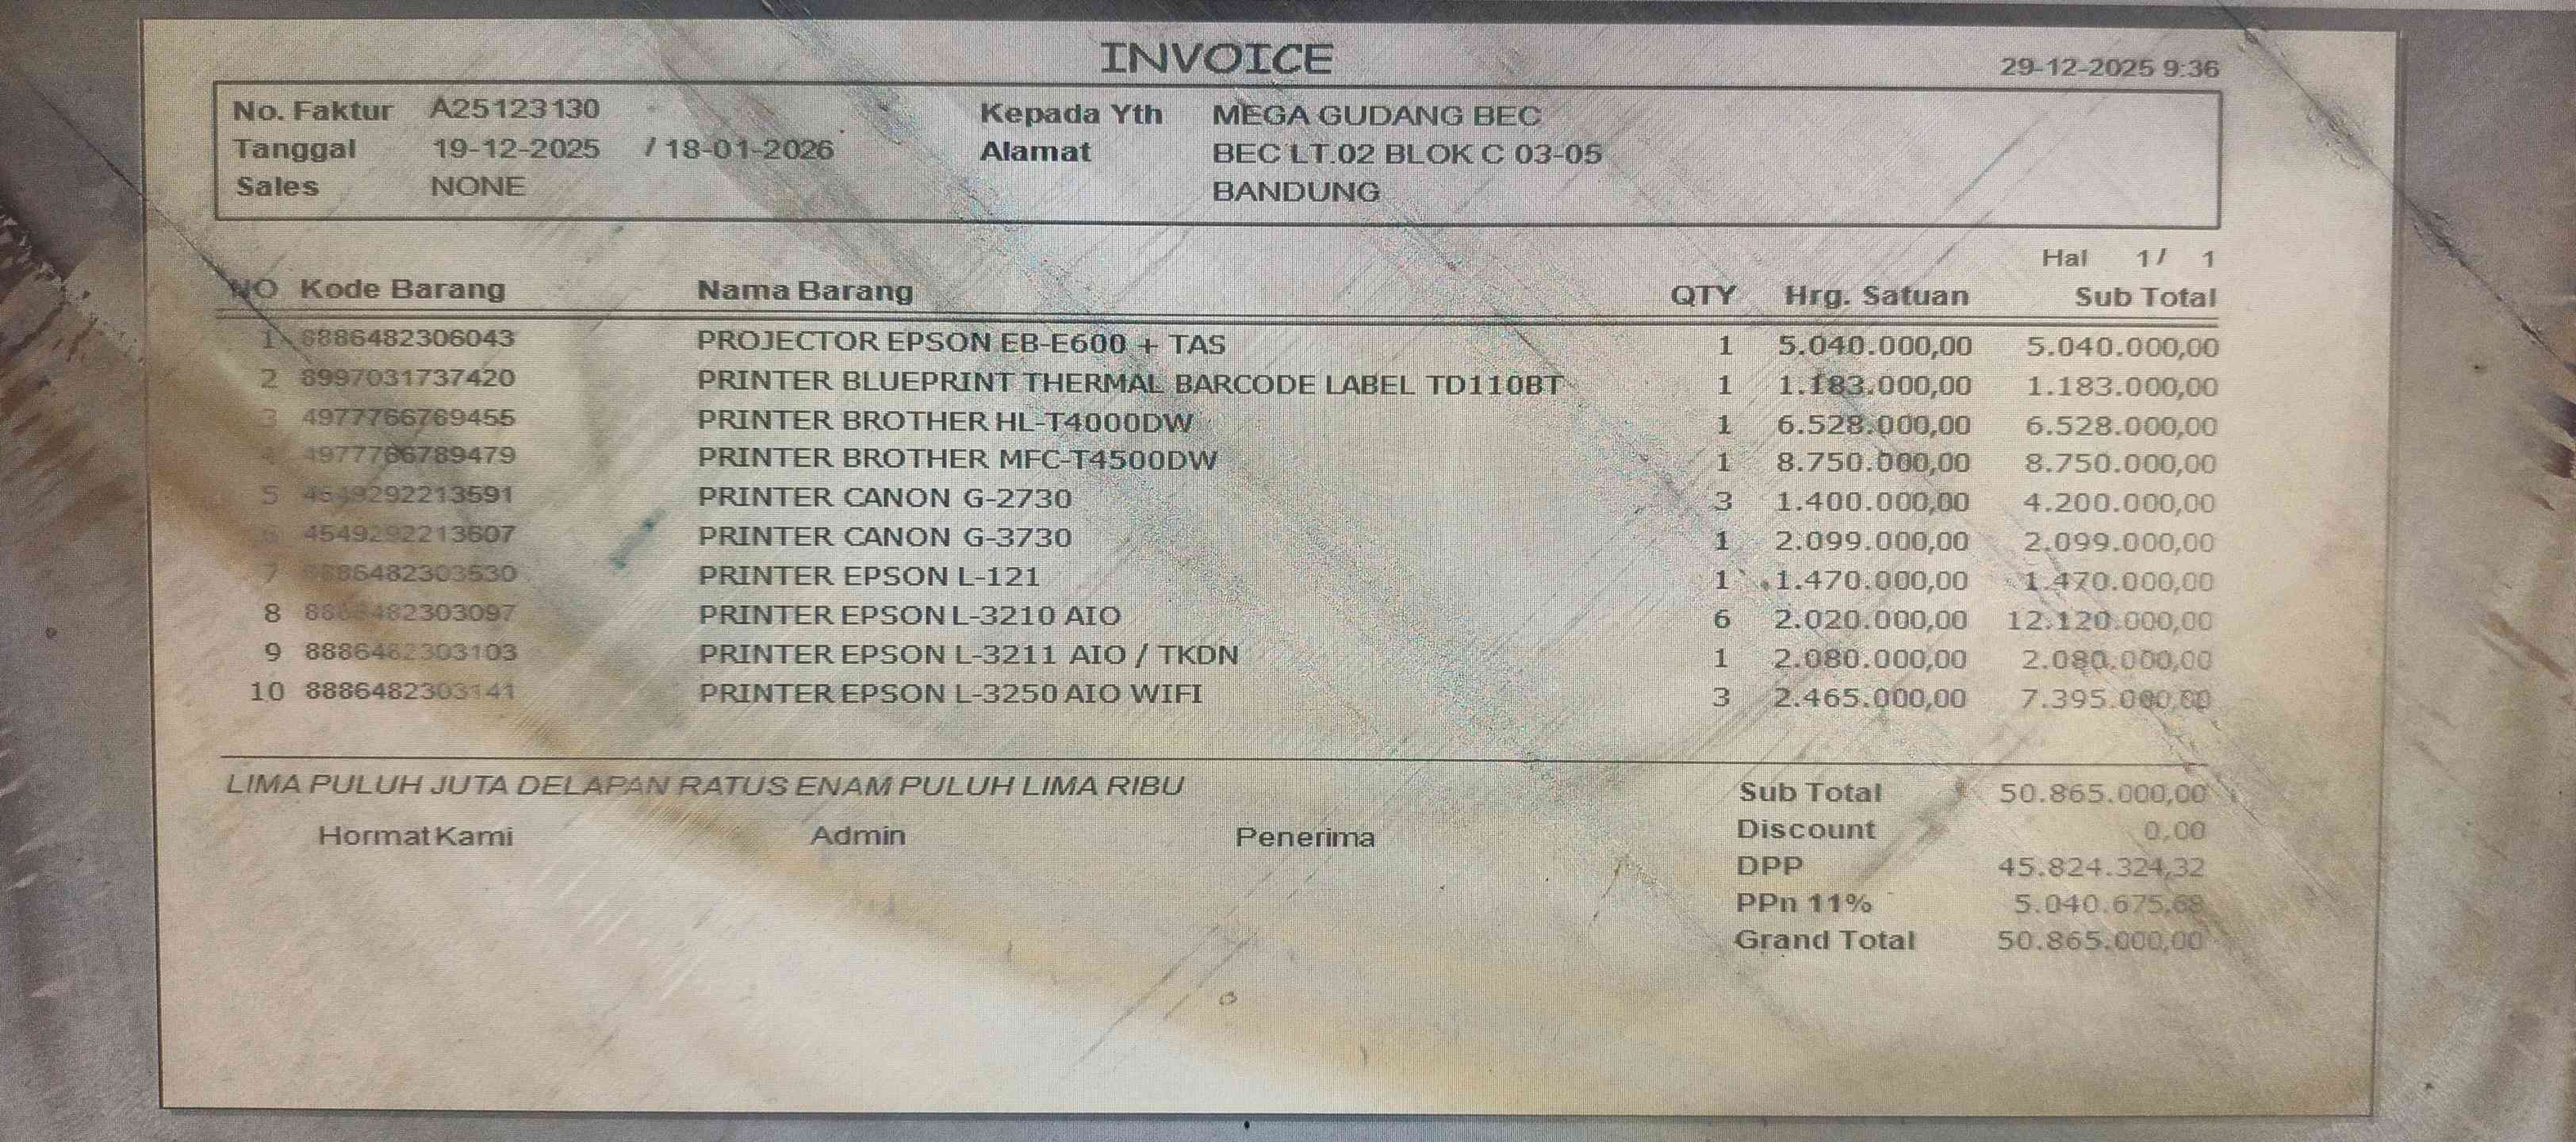 INVOICE
29-12-2025 9:36
No. Faktur A25123130 Kepada Yth MEGA GUDANG BEC
Tanggal 19-12-2025 / 18-01-2026 Alamat BEC LT.02 BLOK C 03-05
Sales NONE BANDUNG
Hal 1/ 1
NO Kode Barang Nama Barang QTY Hrg. Satuan Sub Total
1 8886482306043 PROJECTOR EPSON EB-E600 + TAS 1 5.040.000,00 5.040.000,00
2 8997031737420 PRINTER BLUEPRINT THERMAL BARCODE LABEL TD110BT 1 1.183.000,00 1.183.000,00
3 PRINTER BROTHER HL-T4000DW 1 6.528.000,00 6.528.000,00
4 PRINTER BROTHER MFC-T4500DW 1 8.750.000,00 8.750.000,00
5 4549292213591 PRINTER CANON G-2730 3 1.400.000,00 4.200.000,00
6 4549292213607 PRINTER CANON G-3730 1 2.099.000,00 2.099.000,00
7 PRINTER EPSON L-121 1 1.470.000,00 1.470.000,00
8 PRINTER EPSON L-3210 AIO 6 2.020.000,00 12.120.000,00
9 8886482303103 PRINTER EPSON L-3211 AIO / TKDN 1 2.080.000,00 2.080.000,00
10 8886482303141 PRINTER EPSON L-3250 AIO WIFI 3 2.465.000,00 7.395.000,00
LIMA PULUH JUTA DELAPAN RATUS ENAM PULUH LIMA RIBU
Sub Total 50.865.000,00
Hormat Kami Admin Penerima
Discount 0,00
DPP 45.824.324,32
PPn 11% 5.040.675,68
Grand Total 50.865.000,00